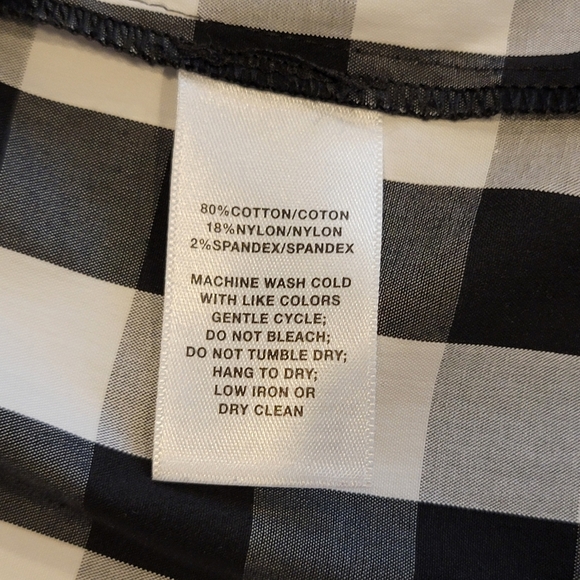 80%COTTON/COTON
18%NYLON/NYLON
2%SPANDEX/SPANDEX
MACHINE WASH COLD
WITH LIKE COLORS
GENTLE CYCLE;
DO NOT BLEACH;
DO NOT TUMBLE DRY;
HANG TO DRY;
LOW IRON OR
DRY CLEAN